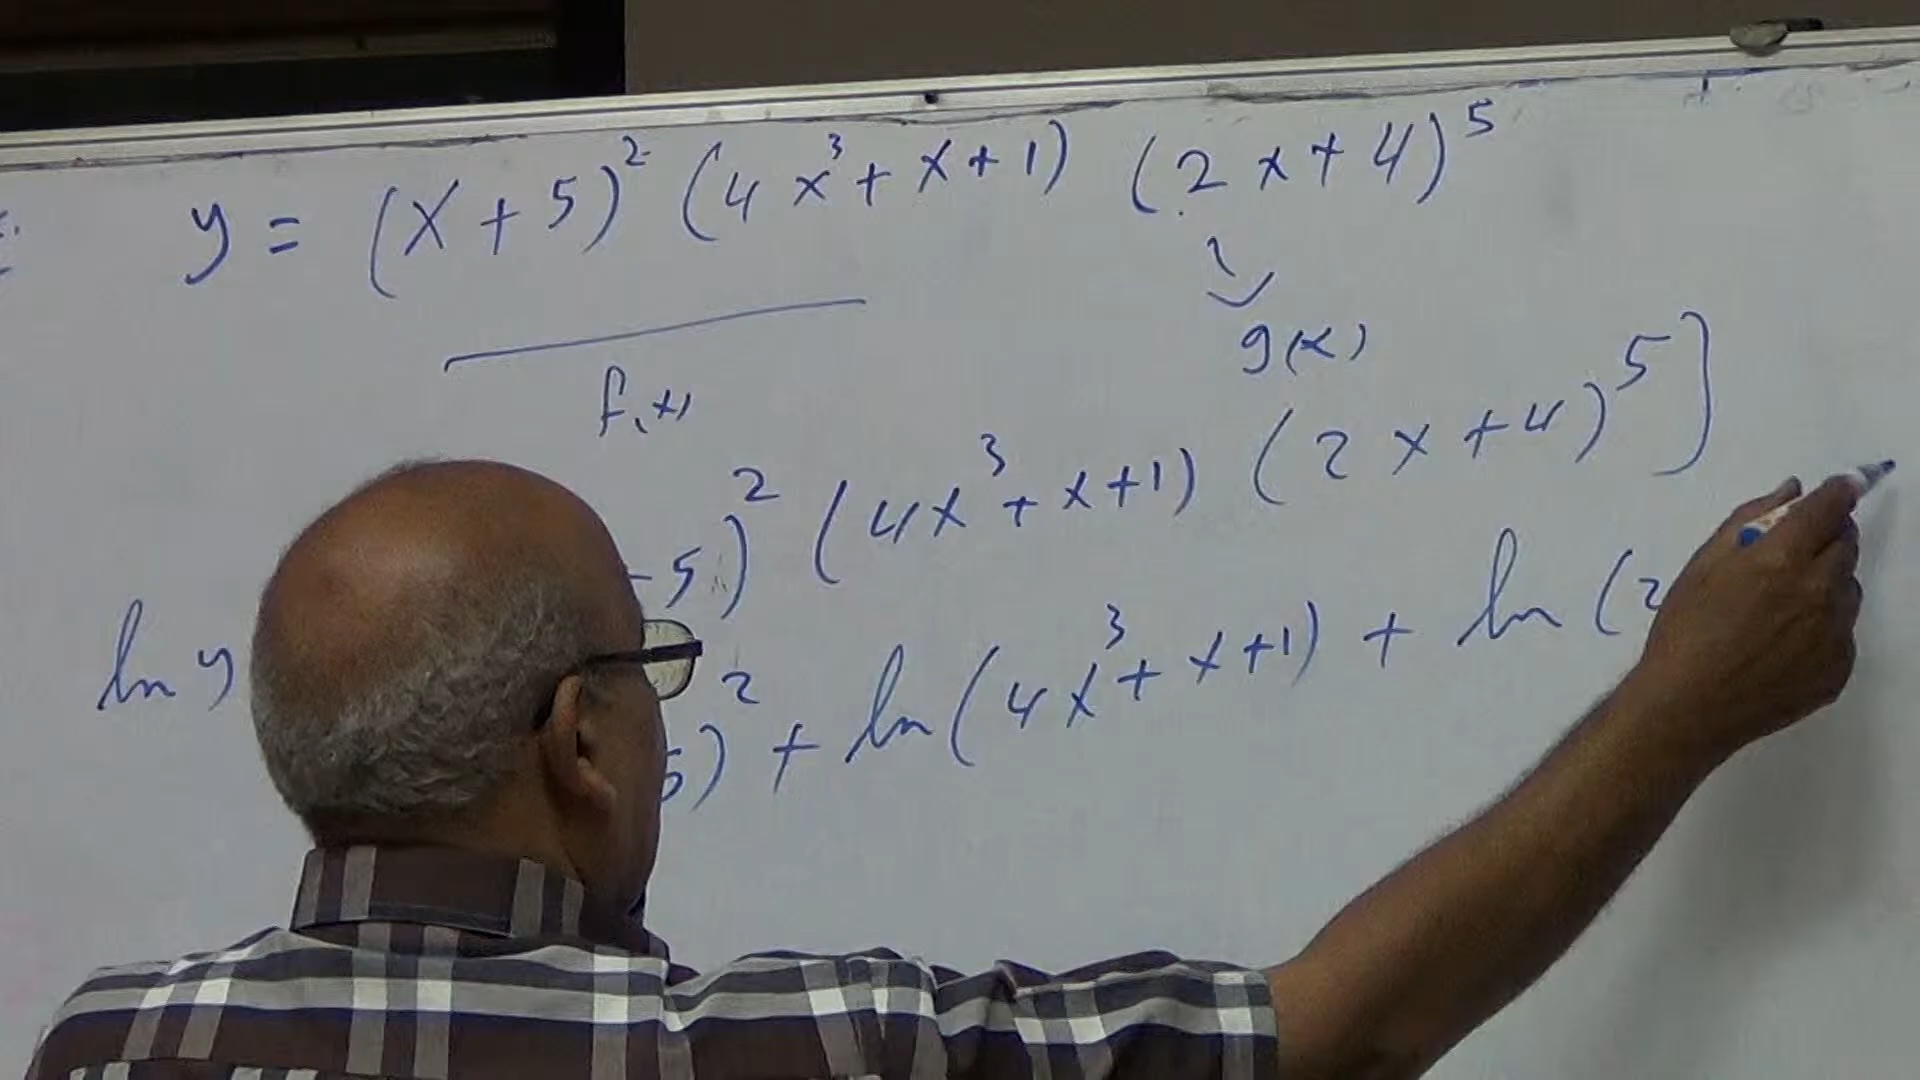 y = (x+5)² (4x³+x+1) (2x+4)⁵
f(x) g(x)
ln y -5)² (4x³+x+1) (2x+4)⁵]
5)² + ln(4x³+x+1) + ln(2